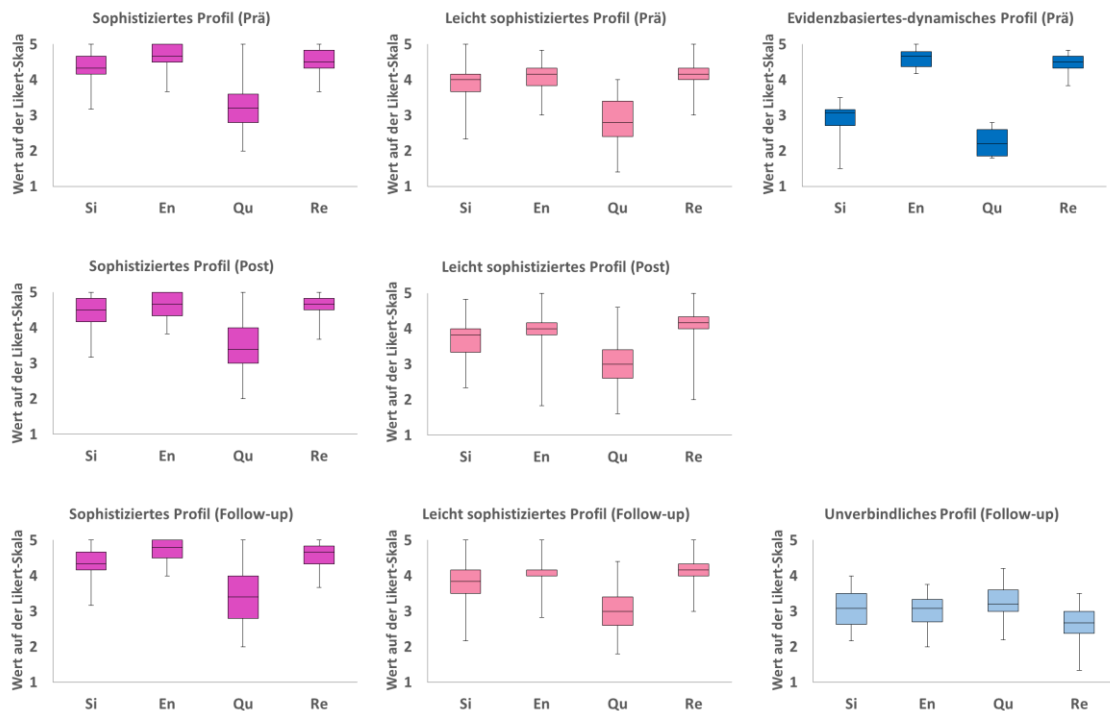 Sophistiziertes Profil (Prä)
Wert auf der Likert-Skala
5
4
3
2
1
Si En Qu Re
Leicht sophistiziertes Profil (Prä)
Wert auf der Likert-Skala
5
4
3
2
1
Si En Qu Re
Evidenzbasiertes-dynamisches Profil (Prä)
Wert auf der Likert-Skala
5
4
3
2
1
Si En Qu Re
Sophistiziertes Profil (Post)
Wert auf der Likert-Skala
5
4
3
2
1
Si En Qu Re
Leicht sophistiziertes Profil (Post)
Wert auf der Likert-Skala
5
4
3
2
1
Si En Qu Re
Sophistiziertes Profil (Follow-up)
Wert auf der Likert-Skala
5
4
3
2
1
Si En Qu Re
Leicht sophistiziertes Profil (Follow-up)
Wert auf der Likert-Skala
5
4
3
2
1
Si En Qu Re
Unverbindliches Profil (Follow-up)
Wert auf der Likert-Skala
5
4
3
2
1
Si En Qu Re